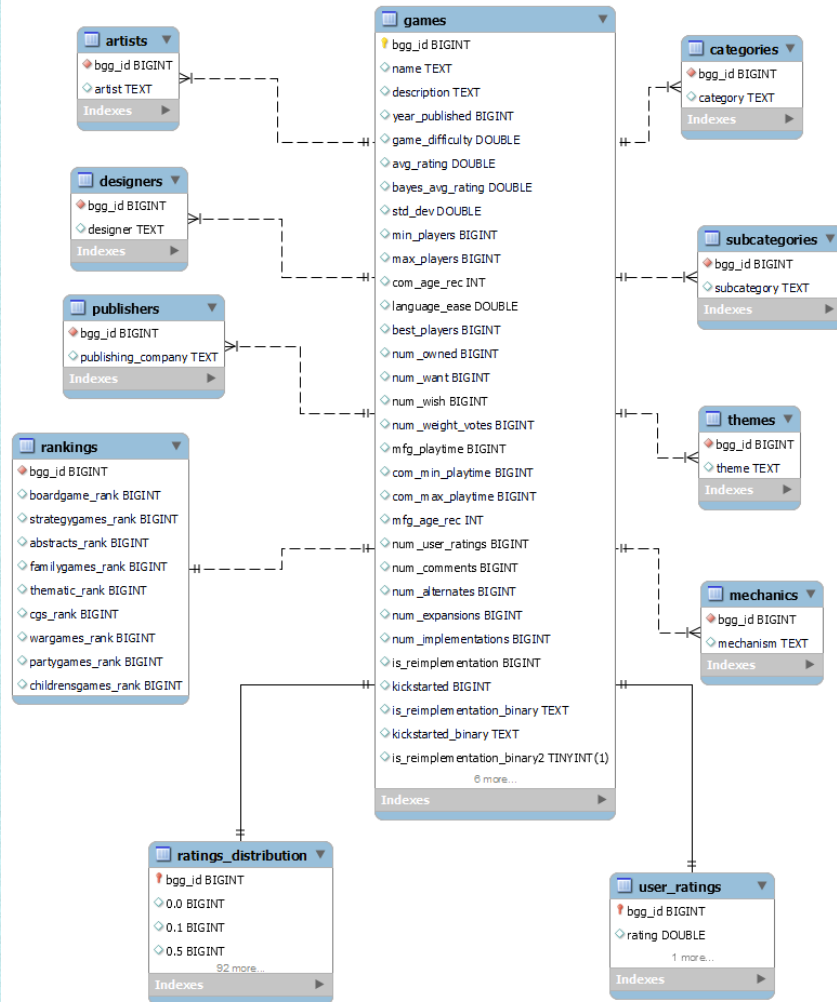 artists
bgg_id BIGINT
artist TEXT
Indexes
designers
bgg_id BIGINT
designer TEXT
Indexes
publishers
bgg_id BIGINT
publishing_company TEXT
Indexes
rankings
bgg_id BIGINT
boardgame_rank BIGINT
strategygames_rank BIGINT
abstracts_rank BIGINT
familygames_rank BIGINT
thematic_rank BIGINT
cgs_rank BIGINT
wargames_rank BIGINT
partygames_rank BIGINT
childrensgames_rank BIGINT
games
bgg_id BIGINT
name TEXT
description TEXT
year_published BIGINT
game_difficulty DOUBLE
avg_rating DOUBLE
bayes_avg_rating DOUBLE
std_dev DOUBLE
min_players BIGINT
max_players BIGINT
com_age_rec INT
language_ease DOUBLE
best_players BIGINT
num_owned BIGINT
num_want BIGINT
num_wish BIGINT
num_weight_votes BIGINT
mfg_playtime BIGINT
com_min_playtime BIGINT
com_max_playtime BIGINT
mfg_age_rec INT
num_user_ratings BIGINT
num_comments BIGINT
num_alternates BIGINT
num_expansions BIGINT
num_implementations BIGINT
is_reimplementation BIGINT
kickstarted BIGINT
is_reimplementation_binary TEXT
kickstarted_binary TEXT
is_reimplementation_binary2 TINYINT(1)
6 more...
Indexes
categories
bgg_id BIGINT
category TEXT
Indexes
subcategories
bgg_id BIGINT
subcategory TEXT
Indexes
themes
bgg_id BIGINT
theme TEXT
Indexes
mechanics
bgg_id BIGINT
mechanism TEXT
Indexes
ratings_distribution
bgg_id BIGINT
0.0 BIGINT
0.1 BIGINT
0.5 BIGINT
92 more...
Indexes
user_ratings
bgg_id BIGINT
rating DOUBLE
1 more...
Indexes